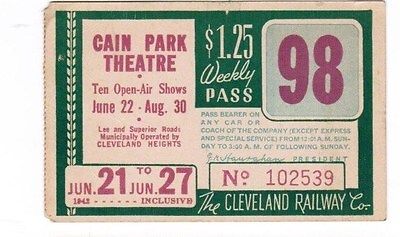 CAIN PARK
THEATRE
Ten Open-Air Shows
June 22 - Aug. 30
Lee and Superior Roads
Municipally Operated by
CLEVELAND HEIGHTS
$1.25
Weekly
PASS
98
PASS BEARER ON
ANY CAR OR
COACH OF THE COMPANY (EXCEPT EXPRESS
AND SPECIAL SERVICE) FROM 12:01 A.M. SUN-
DAY TO 3:00 A.M. OF FOLLOWING SUNDAY.
PRESIDENT
JUN. 21 TO JUN. 27
1942 INCLUSIVE
No 102539
The CLEVELAND RAILWAY Co.